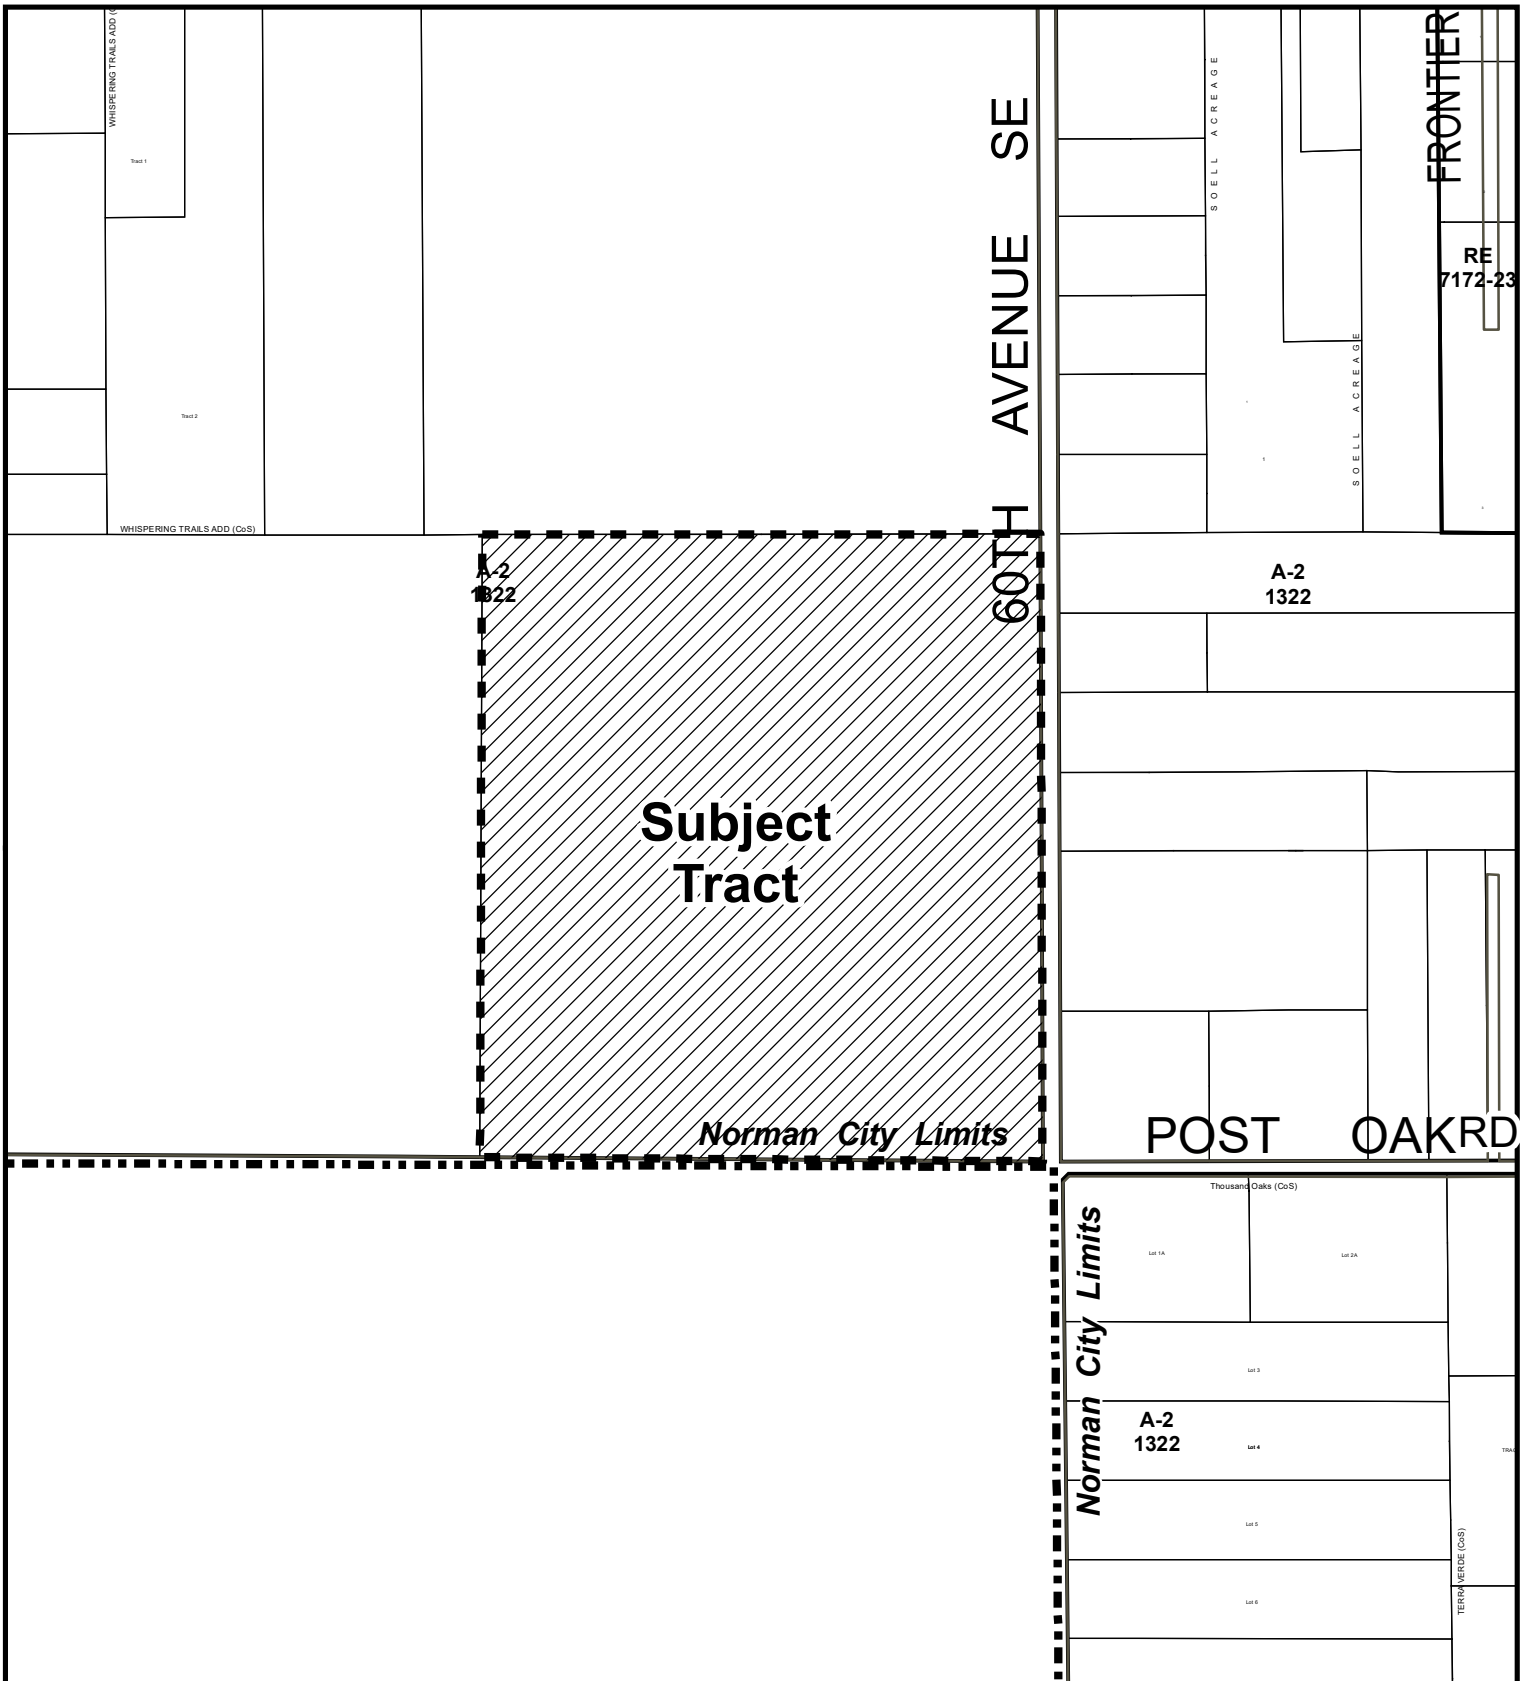 WHISPERING TRAILS ADD
FRONTIER
SOELL ACREAGE
60TH AVENUE SE
Tract 1
RE
7172-23
SOELL ACREAGE
Tract 2
1
WHISPERING TRAILS ADD (CoS)
A-2
1322
A-2
1322
Subject
Tract
Norman City Limits
POST OAK RD
Thousand Oaks (CoS)
Norman City Limits
Lot 1A
Lot 2A
Lot 3
A-2
1322
Lot 4
Lot 5
TERRA VERDE (CoS)
Lot 6